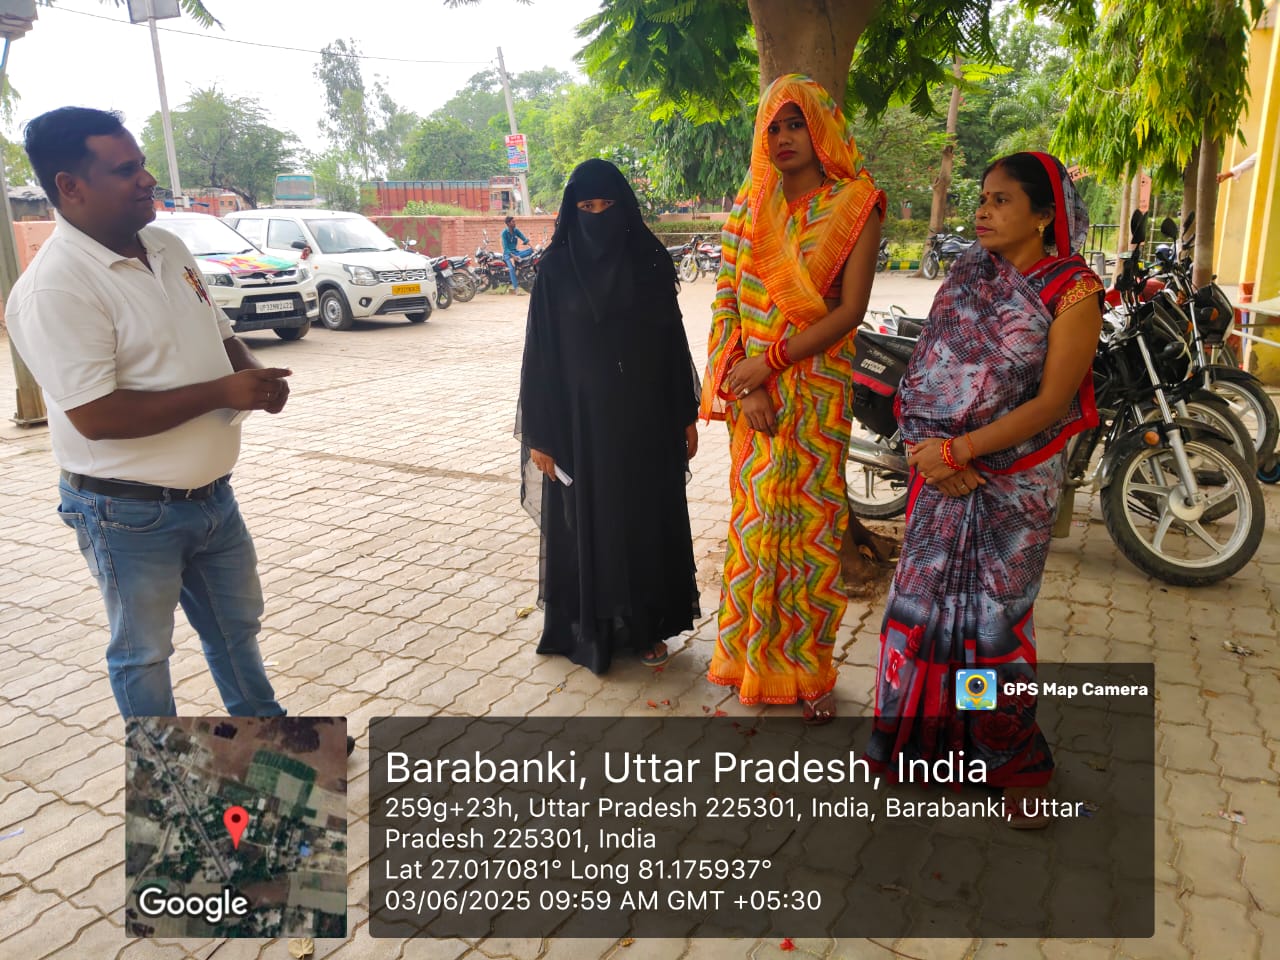 GPS Map Camera
Barabanki, Uttar Pradesh, India
259g+23h, Uttar Pradesh 225301, India, Barabanki, Uttar
Pradesh 225301, India
Lat 27.017081° Long 81.175937°
03/06/2025 09:59 AM GMT +05:30
Google